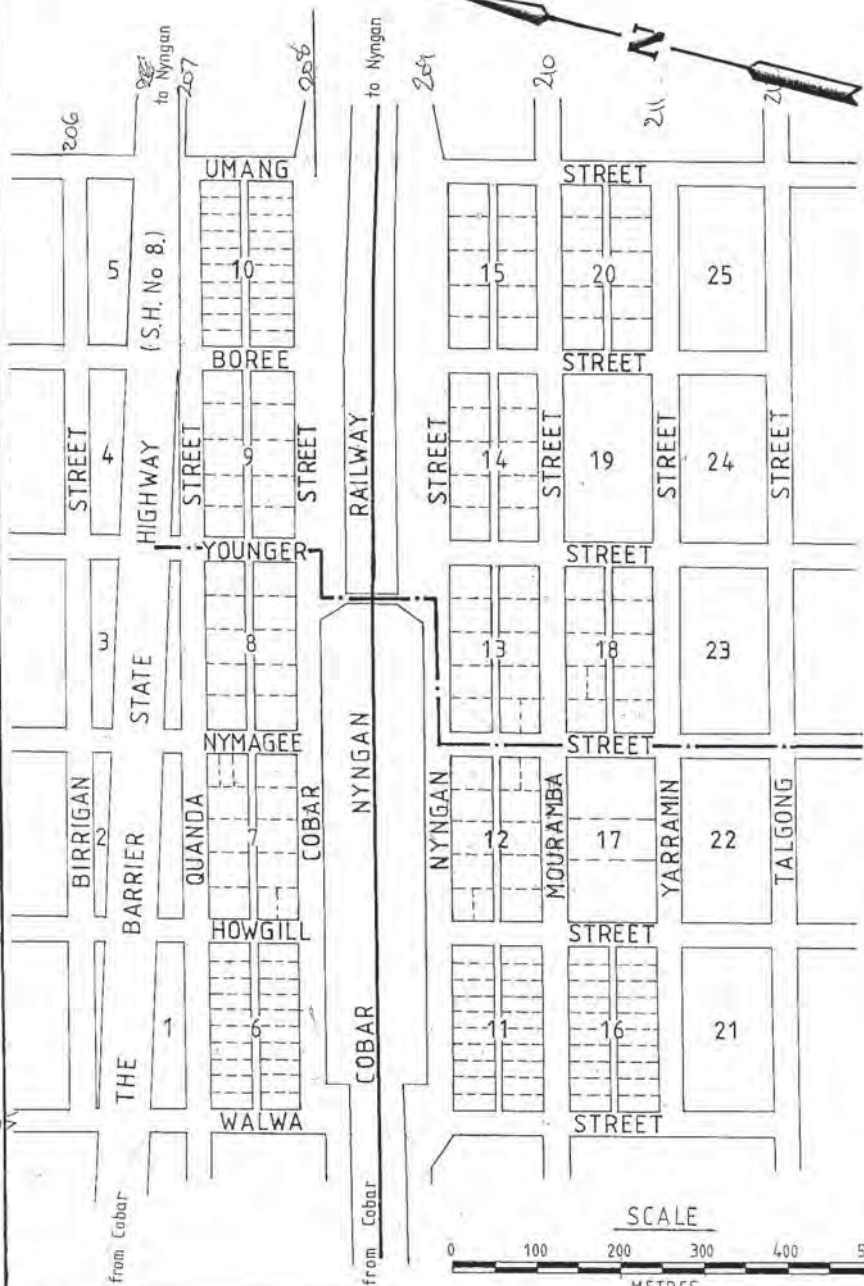 N
206
to Nyngan
207
208
to Nyngan
209
210
211
UMANG STREET
5
(S.H. No 8.)
10
15
20
25
BOREE STREET
STREET
4
HIGHWAY
STREET
9
STREET
RAILWAY
STREET
14
STREET
19
STREET
24
STREET
YOUNGER STREET
3
STATE
8
13
18
23
NYMAGEE STREET
BIRRIGAN
2
BARRIER
QUANDA
7
COBAR
NYNGAN
NYNGAN
12
MOURAMBA
17
YARRAMIN
22
TALGONG
HOWGILL STREET
THE
1
6
COBAR
11
16
21
WALWA STREET
from Cobar
from Cobar
SCALE
0 100 200 300 400
METRES